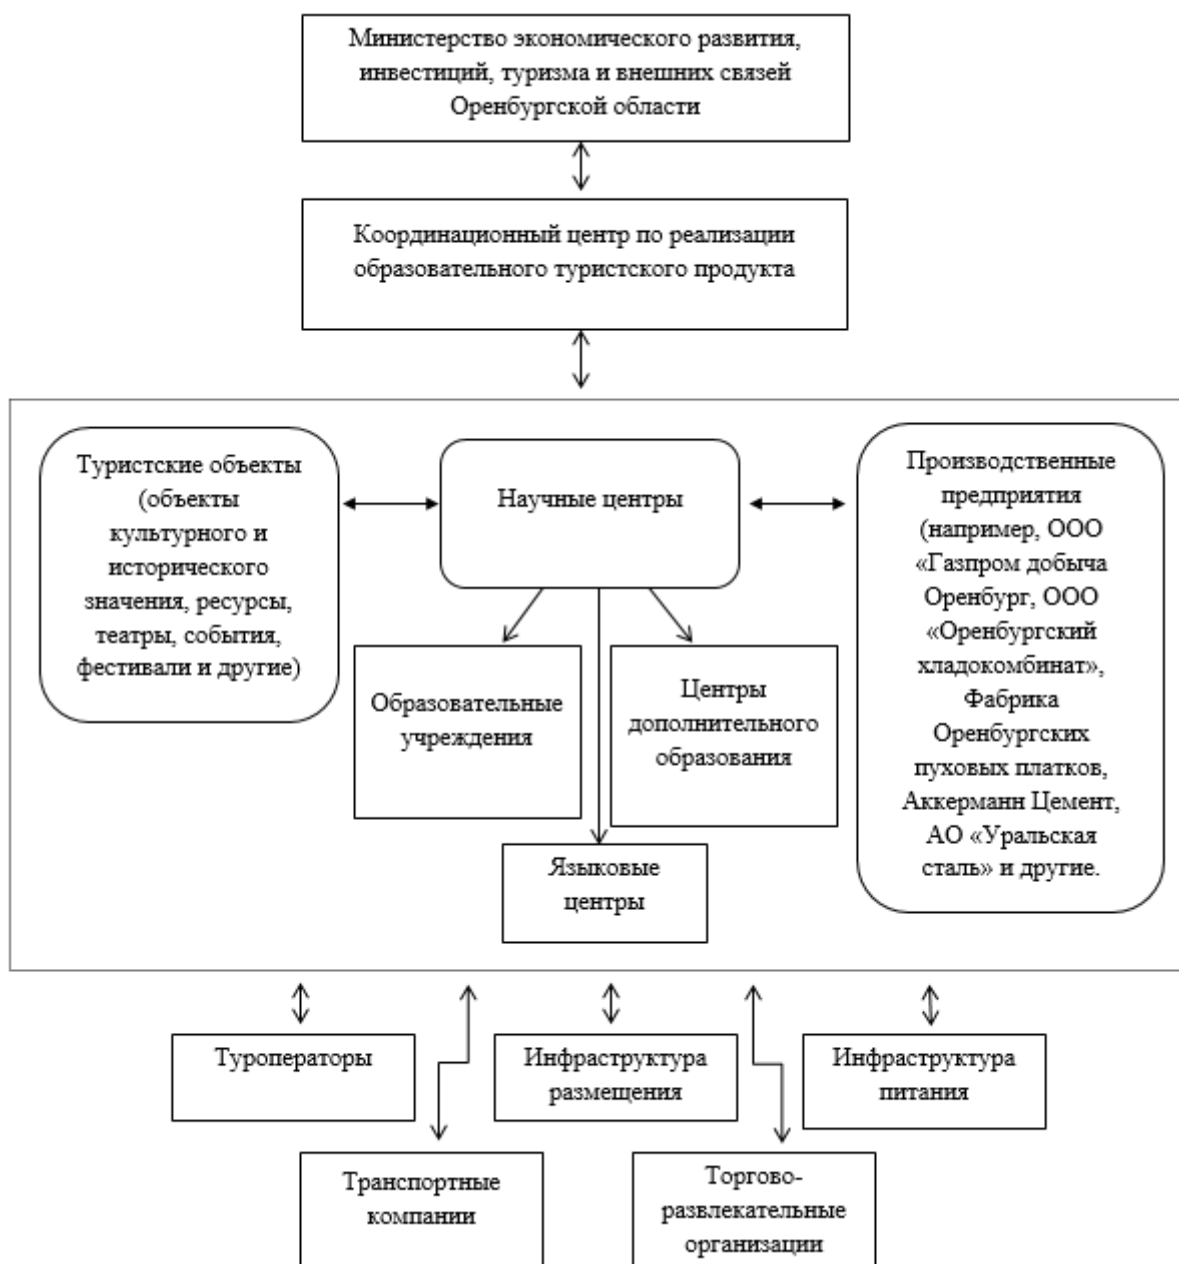 Министерство экономического развития,
инвестиций, туризма и внешних связей
Оренбургской области
Координационный центр по реализации
образовательного туристского продукта
Туристские объекты
(объекты
культурного и
исторического
значения, ресурсы,
театры, события,
фестивали и другие)
Научные центры
Производственные
предприятия
(например, ООО
«Газпром добыча
Оренбург, ООО
«Оренбургский
хладокомбинат»,
Фабрика
Оренбургских
пуховых платков,
Аккерманн Цемент,
АО «Уральская
сталь» и другие.
Образовательные
учреждения
Центры
дополнительного
образования
Языковые
центры
Туроператоры
Инфраструктура
размещения
Инфраструктура
питания
Транспортные
компании
Торгово-
развлекательные
организации